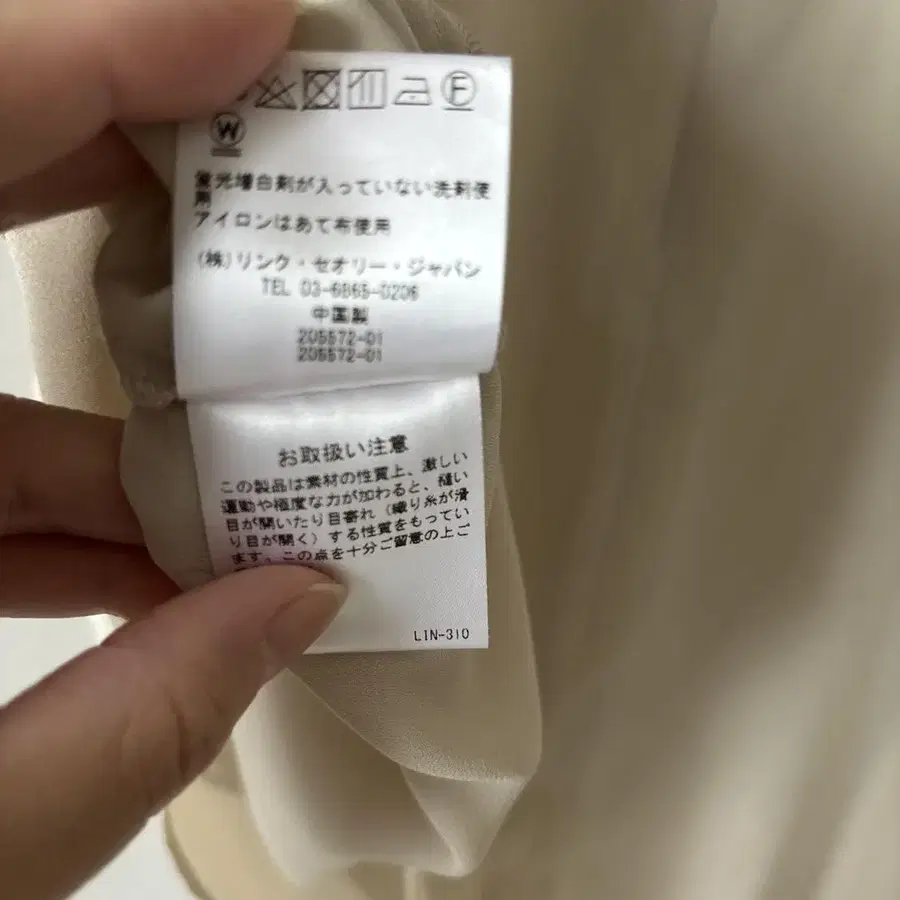 F
W
蛍光増白剤が入っていない洗剤使
用
アイロンはあて布使用
(株)リンク・セオリー・ジャパン
TEL 03-6865-0206
中国製
205572-01
205572-01
お取扱い注意
この製品は素材の性質上、激しい
運動や極度な力が加わると、縫い
目が開いたり目寄れ(織り糸が滑
り目が開く)する性質をもってい
ます。この点を十分ご留意の上ご
LIN-310